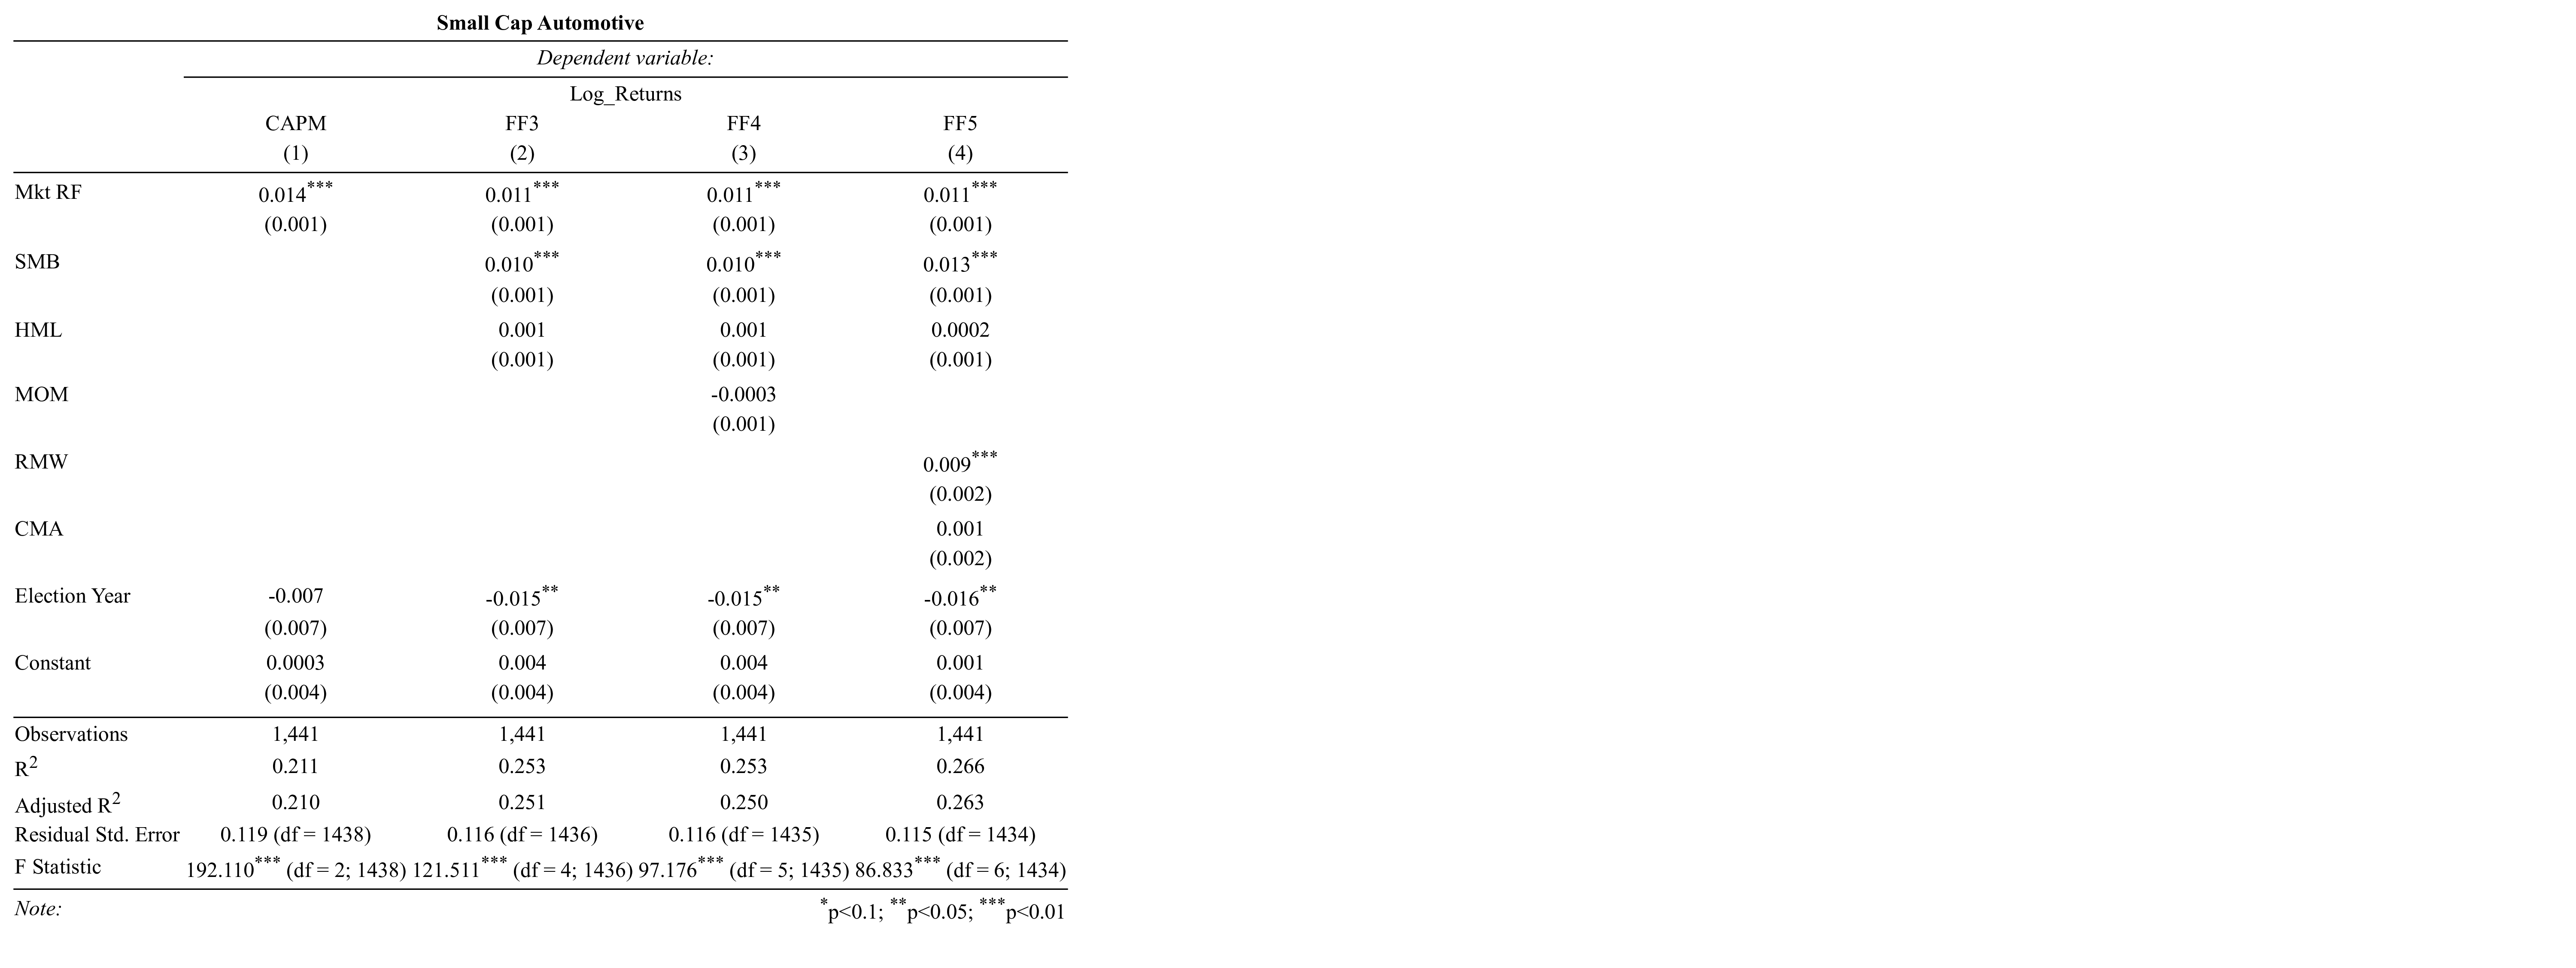 Small Cap Automotive
Dependent variable:
Log_Returns
CAPM FF3 FF4 FF5
(1) (2) (3) (4)
Mkt RF 0.014*** 0.011*** 0.011*** 0.011***
(0.001) (0.001) (0.001) (0.001)
SMB 0.010*** 0.010*** 0.013***
(0.001) (0.001) (0.001)
HML 0.001 0.001 0.0002
(0.001) (0.001) (0.001)
MOM -0.0003
(0.001)
RMW 0.009***
(0.002)
CMA 0.001
(0.002)
Election Year -0.007 -0.015** -0.015** -0.016**
(0.007) (0.007) (0.007) (0.007)
Constant 0.0003 0.004 0.004 0.001
(0.004) (0.004) (0.004) (0.004)
Observations 1,441 1,441 1,441 1,441
R2 0.211 0.253 0.253 0.266
Adjusted R2 0.210 0.251 0.250 0.263
Residual Std. Error 0.119 (df = 1438) 0.116 (df = 1436) 0.116 (df = 1435) 0.115 (df = 1434)
F Statistic 192.110*** (df = 2; 1438) 121.511*** (df = 4; 1436) 97.176*** (df = 5; 1435) 86.833*** (df = 6; 1434)
Note: *p<0.1; **p<0.05; ***p<0.01